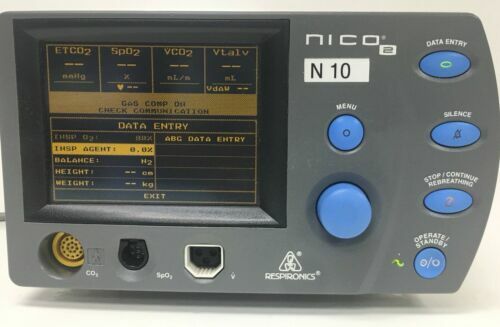 ETCO2 SpO2 VCO2 Vtalv
-- -- -- --
mmHg % mL/m mL
♥ -- VdAW --
GAS COMP ON
CHECK COMMUNICATION
DATA ENTRY
INSP O2: ABG DATA ENTRY
INSP AGENT: 0.0%
BALANCE: N2
HEIGHT: -- cm
WEIGHT: -- kg
EXIT
nico2
N 10
DATA ENTRY
MENU
SILENCE
STOP / CONTINUE
REBREATHING
?
OPERATE /
STANDBY
CO2
SpO2
V̇
RESPIRONICS®